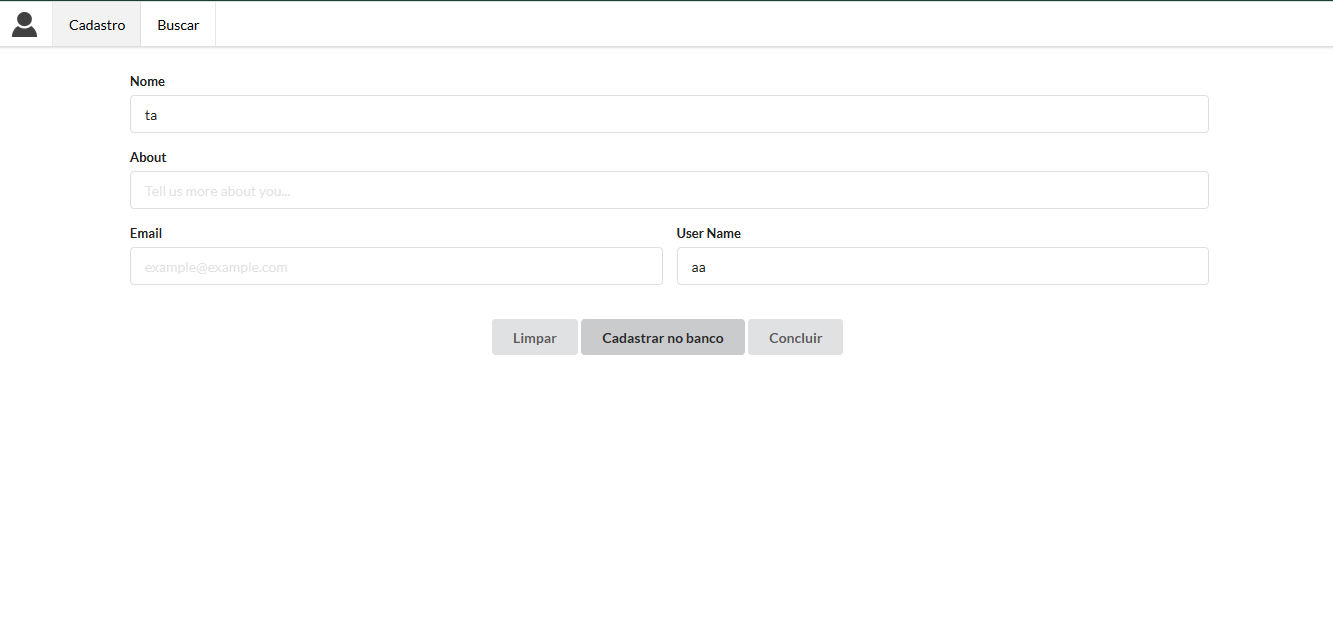 Cadastro Buscar
Nome
ta
About
Tell us more about you...
Email User Name
example@example.com aa
Limpar Cadastrar no banco Concluir